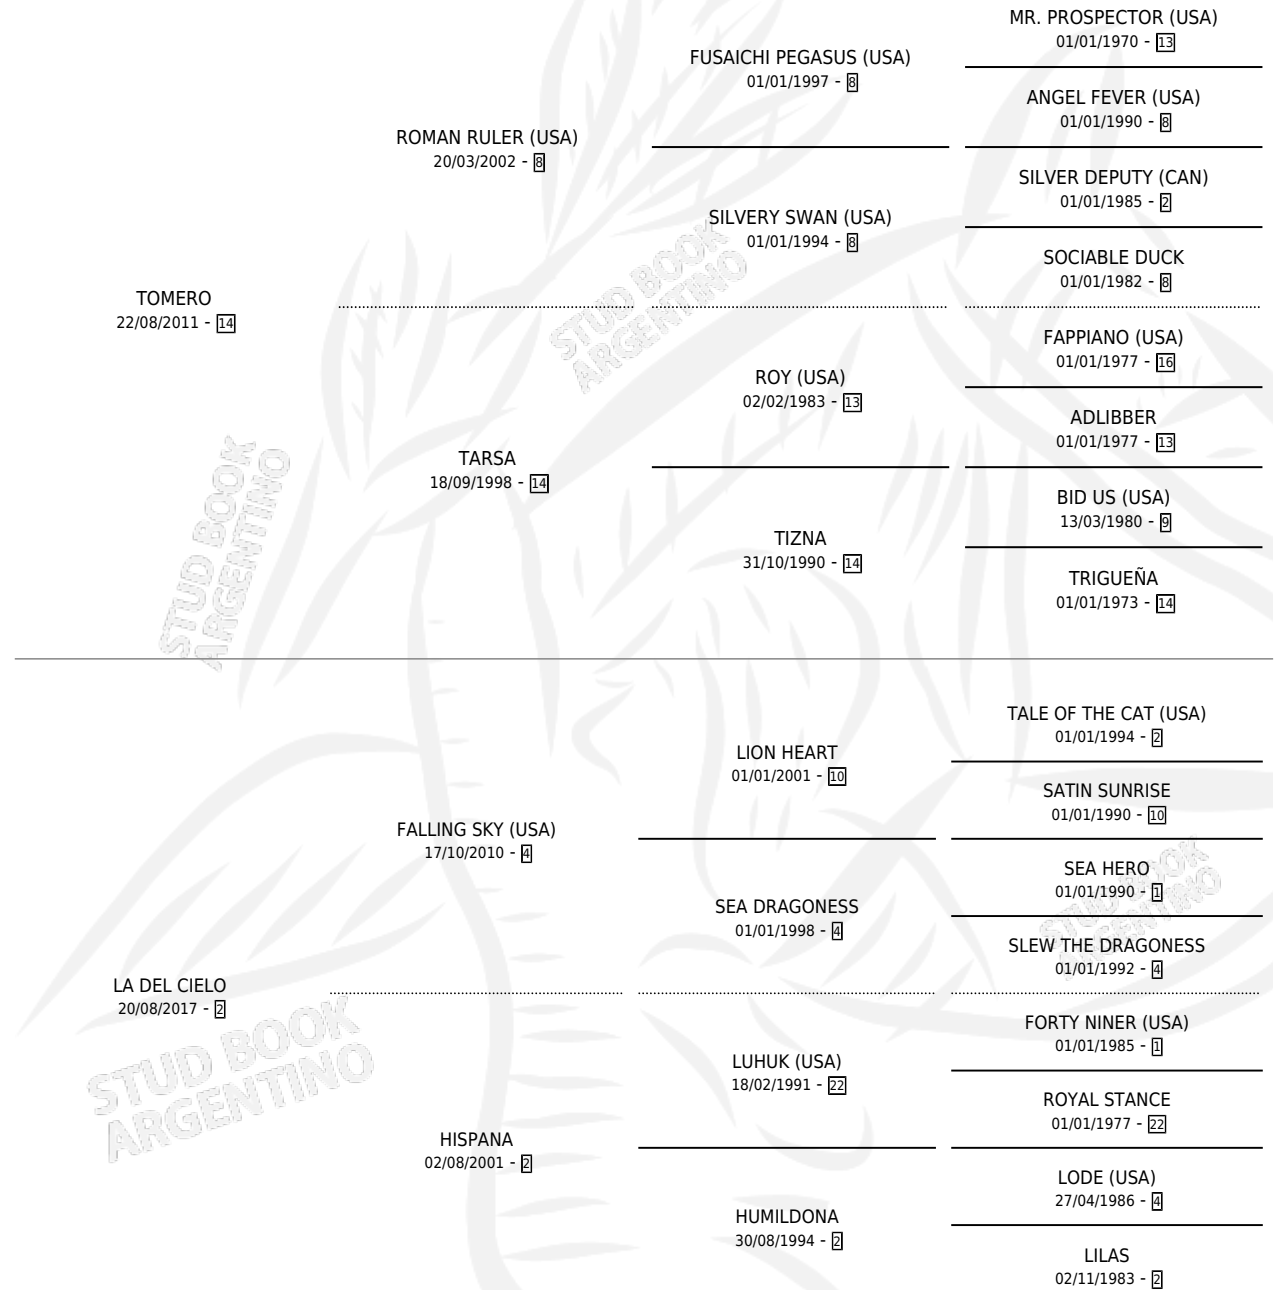 MR. PROSPECTOR (USA)
01/01/1970 - 13
FUSAICHI PEGASUS (USA)
01/01/1997 - 8
ANGEL FEVER (USA)
01/01/1990 - 8
ROMAN RULER (USA)
20/03/2002 - 8
SILVER DEPUTY (CAN)
01/01/1985 - 2
SILVERY SWAN (USA)
01/01/1994 - 8
SOCIABLE DUCK
01/01/1982 - 8
TOMERO
22/08/2011 - 14
STUD BOOK
ARGENTINO
FAPPIANO (USA)
01/01/1977 - 16
ROY (USA)
02/02/1983 - 13
ADLIBBER
01/01/1977 - 13
TARSA
18/09/1998 - 14
BID US (USA)
13/03/1980 - 9
TIZNA
31/10/1990 - 14
TRIGUEÑA
01/01/1973 - 14
STUD BOOK
ARGENTINO
TALE OF THE CAT (USA)
01/01/1994 - 2
LION HEART
01/01/2001 - 10
SATIN SUNRISE
01/01/1990 - 10
FALLING SKY (USA)
17/10/2010 - 4
SEA HERO
01/01/1990 - 1
SEA DRAGONESS
01/01/1998 - 4
STUD BOOK
ARGENTINO
SLEW THE DRAGONESS
01/01/1992 - 4
LA DEL CIELO
20/08/2017 - 2
STUD BOOK
ARGENTINO
FORTY NINER (USA)
01/01/1985 - 1
LUHUK (USA)
18/02/1991 - 22
ROYAL STANCE
01/01/1977 - 22
HISPANA
02/08/2001 - 2
LODE (USA)
27/04/1986 - 4
HUMILDONA
30/08/1994 - 2
LILAS
02/11/1983 - 2